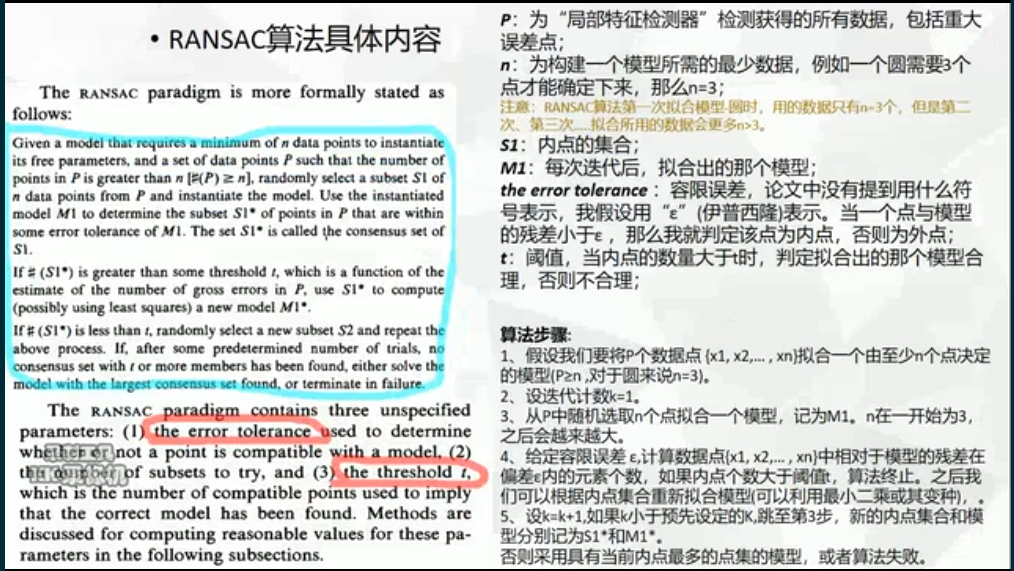 • RANSAC算法具体内容
The RANSAC paradigm is more formally stated as
follows:
Given a model that requires a minimum of n data points to instantiate
its free parameters, and a set of data points P such that the number of
points in P is greater than n [#(P) ≥ n], randomly select a subset S1 of
n data points from P and instantiate the model. Use the instantiated
model M1 to determine the subset S1* of points in P that are within
some error tolerance of M1. The set S1* is called the consensus set of
S1.
If # (S1*) is greater than some threshold t, which is a function of the
estimate of the number of gross errors in P, use S1* to compute
(possibly using least squares) a new model M1*.
If # (S1*) is less than t, randomly select a new subset S2 and repeat the
above process. If, after some predetermined number of trials, no
consensus set with t or more members has been found, either solve the
model with the largest consensus set found, or terminate in failure.
The RANSAC paradigm contains three unspecified
parameters: (1) the error tolerance used to determine
whether or not a point is compatible with a model, (2)
the of subsets to try, and (3) the threshold t,
which is the number of compatible points used to imply
that the correct model has been found. Methods are
discussed for computing reasonable values for these pa-
rameters in the following subsections.
P：为“局部特征检测器”检测获得的所有数据，包括重大
误差点；
n：为构建一个模型所需的最少数据，例如一个圆需要3个
点才能确定下来，那么n=3；
注意：RANSAC算法第一次拟合模型-圆时，用的数据只有n=3个，但是第二
次、第三次.....拟合所用的数据会更多n>3。
S1：内点的集合；
M1：每次迭代后，拟合出的那个模型；
the error tolerance：容限误差，论文中没有提到用什么符
号表示，我假设用“ε”(伊普西隆)表示。当一个点与模型
的残差小于ε，那么我就判定该点为内点，否则为外点；
t：阈值，当内点的数量大于t时，判定拟合出的那个模型合
理，否则不合理；
算法步骤:
1、假设我们要将P个数据点 {x1, x2,... , xn}拟合一个由至少n个点决定
的模型(P≥n ,对于圆来说n=3)。
2、设迭代计数k=1。
3、从P中随机选取n个点拟合一个模型，记为M1。n在一开始为3，
之后会越来越大。
4、给定容限误差 ε,计算数据点{x1, x2,... , xn}中相对于模型的残差在
偏差ε内的元素个数，如果内点个数大于阈值t，算法终止。之后我
们可以根据内点集合重新拟合模型(可以利用最小二乘或其变种)，。
5、设k=k+1,如果k小于预先设定的K,跳至第3步，新的内点集合和模
型分别记为S1*和M1*。
否则采用具有当前内点最多的点集的模型，或者算法失败。